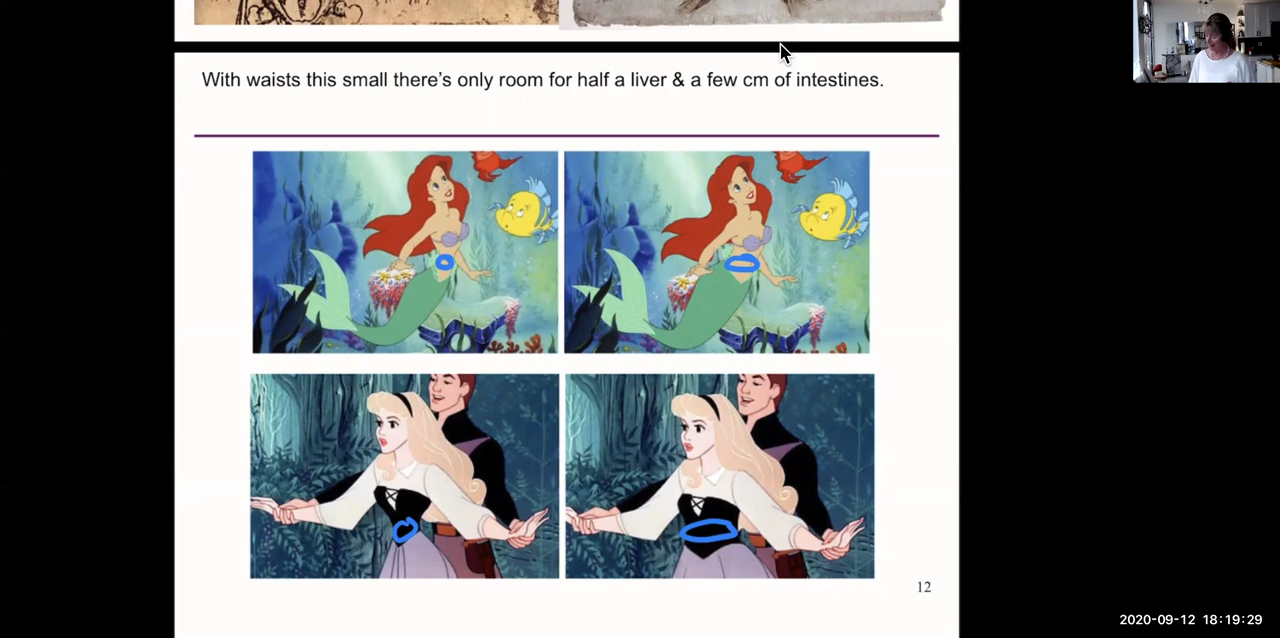 With waists this small there’s only room for half a liver & a few cm of intestines.
12
2020-09-12 18:19:29